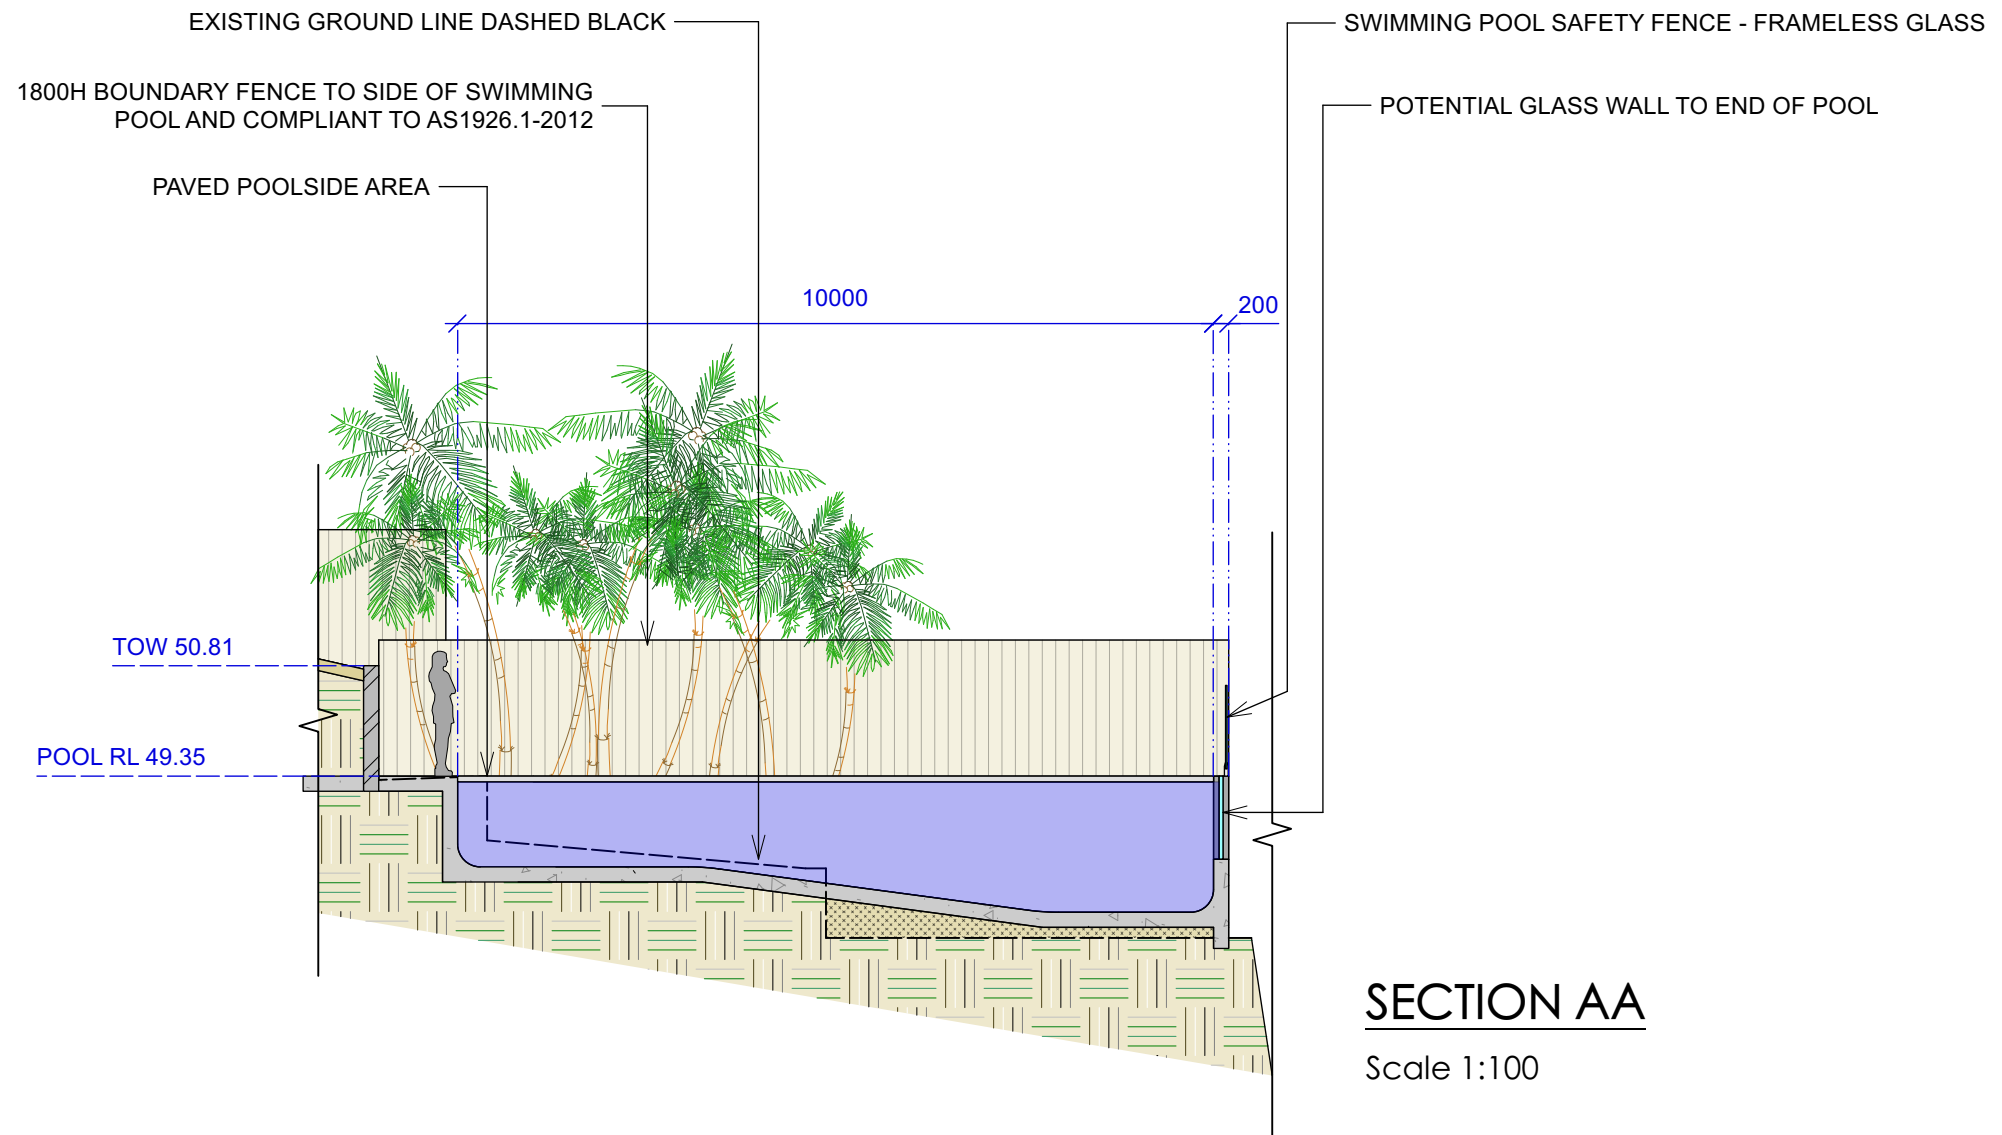 EXISTING GROUND LINE DASHED BLACK
SWIMMING POOL SAFETY FENCE - FRAMELESS GLASS
1800H BOUNDARY FENCE TO SIDE OF SWIMMING
POOL AND COMPLIANT TO AS1926.1-2012
POTENTIAL GLASS WALL TO END OF POOL
PAVED POOLSIDE AREA
10000
200
TOW 50.81
POOL RL 49.35
SECTION AA
Scale 1:100